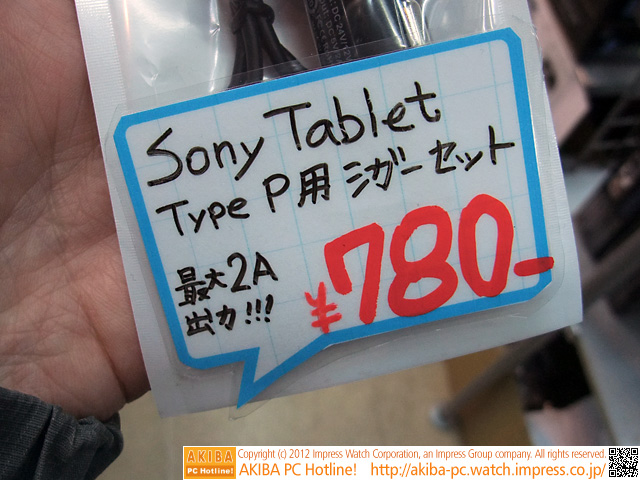 Sony Tablet
Type P用 シガーセット
最大2A
出力!!!
¥780-
AKIBA
PC Hotline!
Copyright (c) 2012 Impress Watch Corporation, an Impress Group company. All rights reserved.
AKIBA PC Hotline! http://akiba-pc.watch.impress.co.jp/